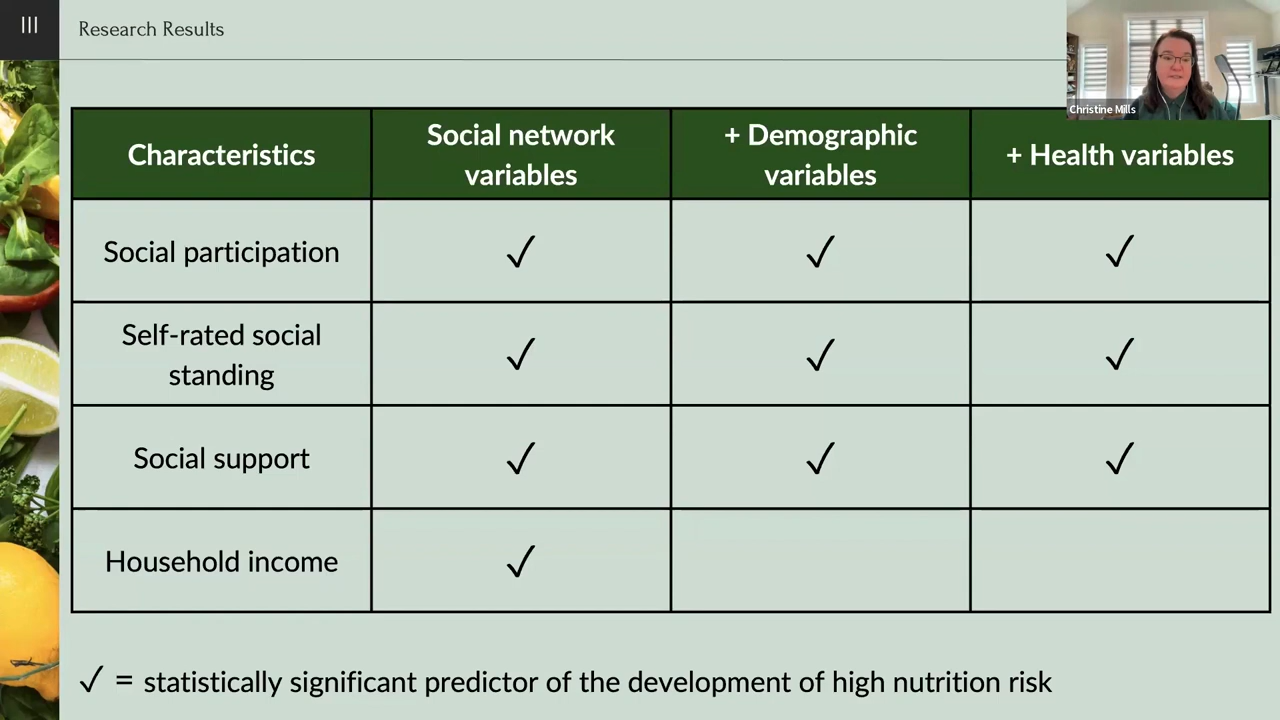 III
Research Results
Christine Mills
Characteristics
Social network
variables
+ Demographic
variables
+ Health variables
Social participation
✓
✓
✓
Self-rated social
standing
✓
✓
✓
Social support
✓
✓
✓
Household income
✓
✓ = statistically significant predictor of the development of high nutrition risk